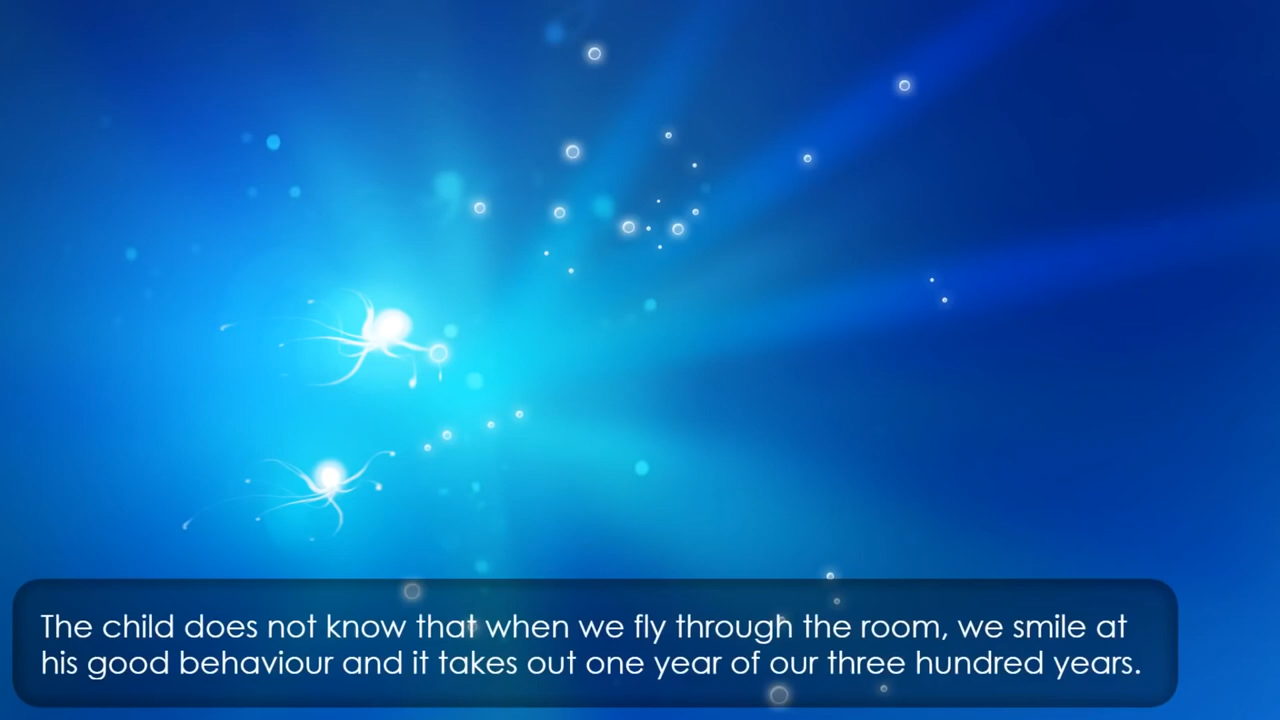 The child does not know that when we fly through the room, we smile at
his good behaviour and it takes out one year of our three hundred years.